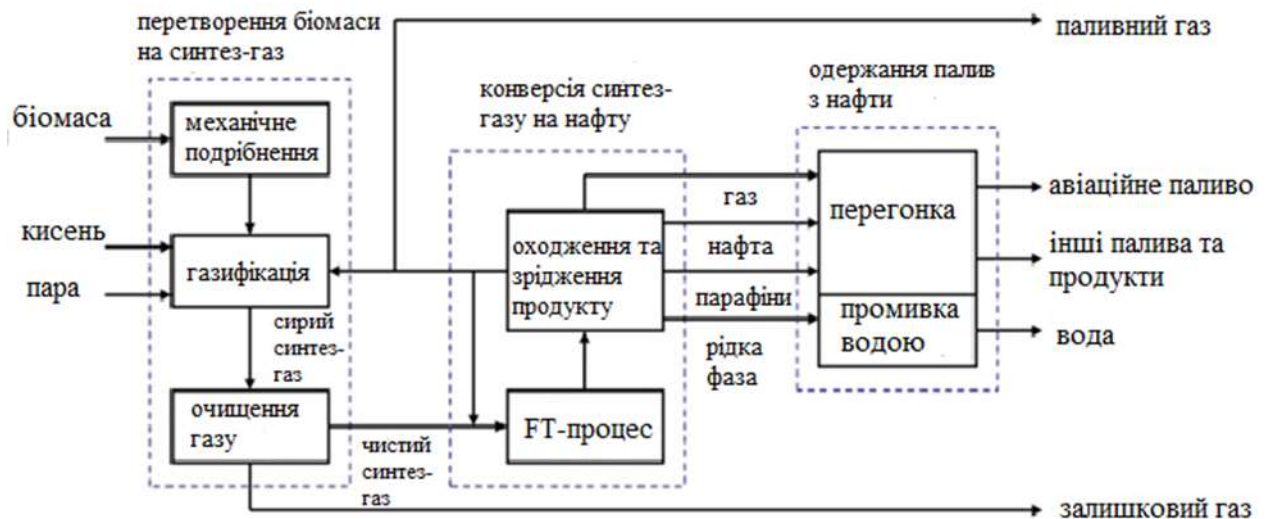 перетворення біомаси
на синтез-газ
паливний газ
конверсія синтез-
газу на нафту
одержання палив
з нафти
біомаса
механічне
подрібнення
кисень
пара
газифікація
сирий
синтез-
газ
очищення
газу
чистий
синтез-
газ
оходження та
зрідження
продукту
FT-процес
газ
нафта
парафіни
рідка
фаза
перегонка
промивка
водою
авіаційне паливо
інші палива та
продукти
вода
залишковий газ